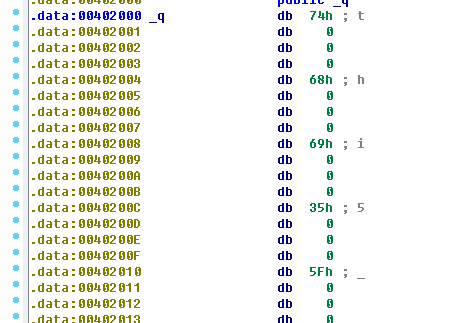 public _q
.data:00402000 _q db 74h ; t
.data:00402001 db 0
.data:00402002 db 0
.data:00402003 db 0
.data:00402004 db 68h ; h
.data:00402005 db 0
.data:00402006 db 0
.data:00402007 db 0
.data:00402008 db 69h ; i
.data:00402009 db 0
.data:0040200A db 0
.data:0040200B db 0
.data:0040200C db 35h ; 5
.data:0040200D db 0
.data:0040200E db 0
.data:0040200F db 0
.data:00402010 db 5Fh ; _
.data:00402011 db 0
.data:00402012 db 0
.data:00402013 db 0